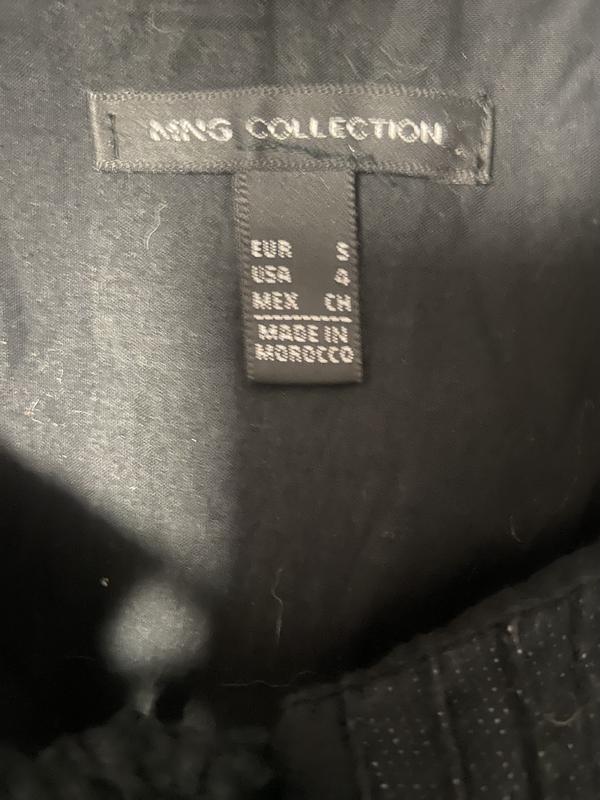 MNG COLLECTION
EUR S
USA 4
MEX CH
MADE IN
MOROCCO